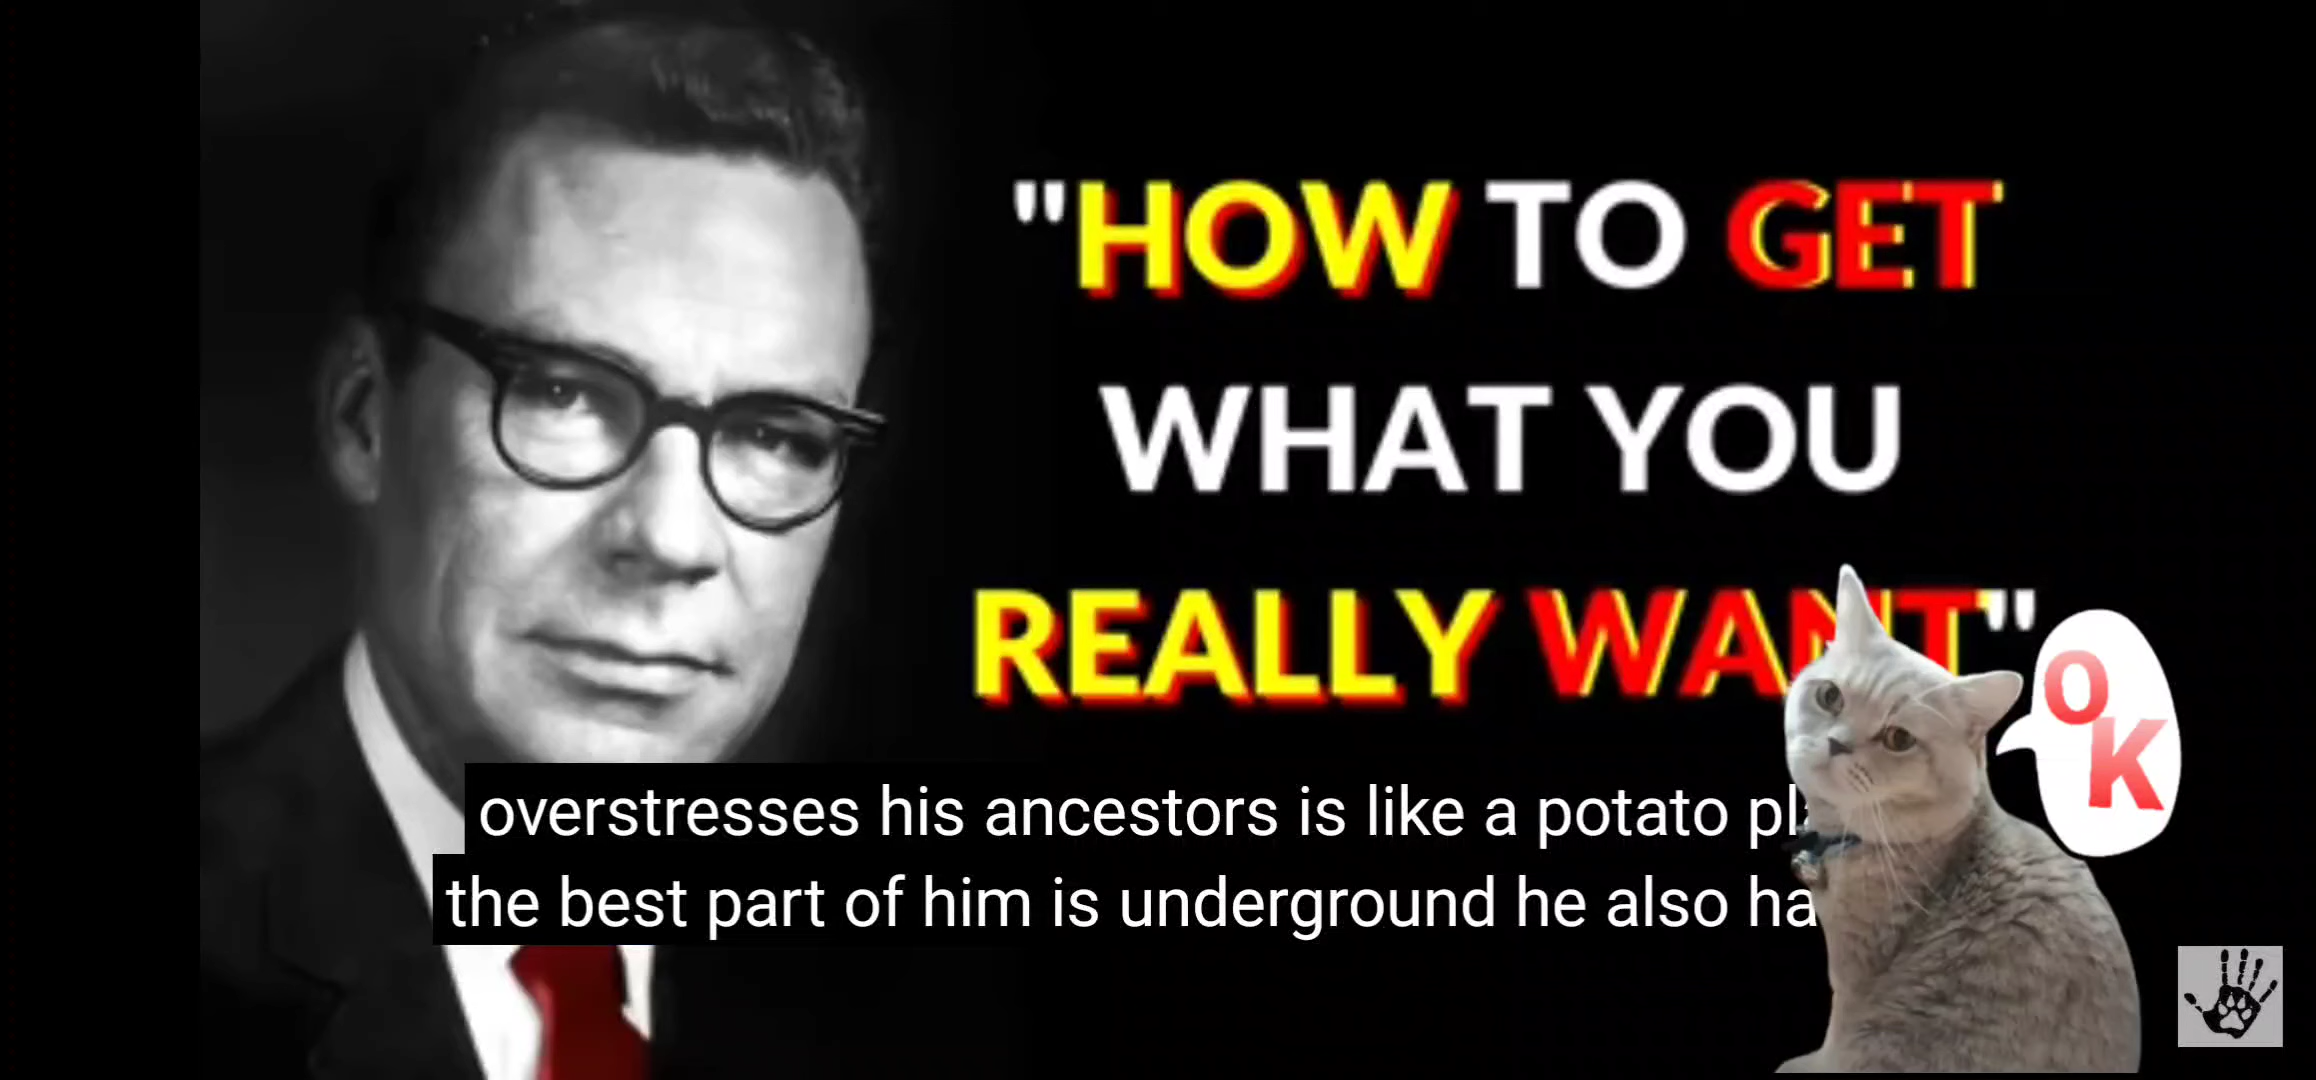 "HOW TO GET
WHAT YOU
REALLY WANT"
OK
overstresses his ancestors is like a potato
the best part of him is underground he also